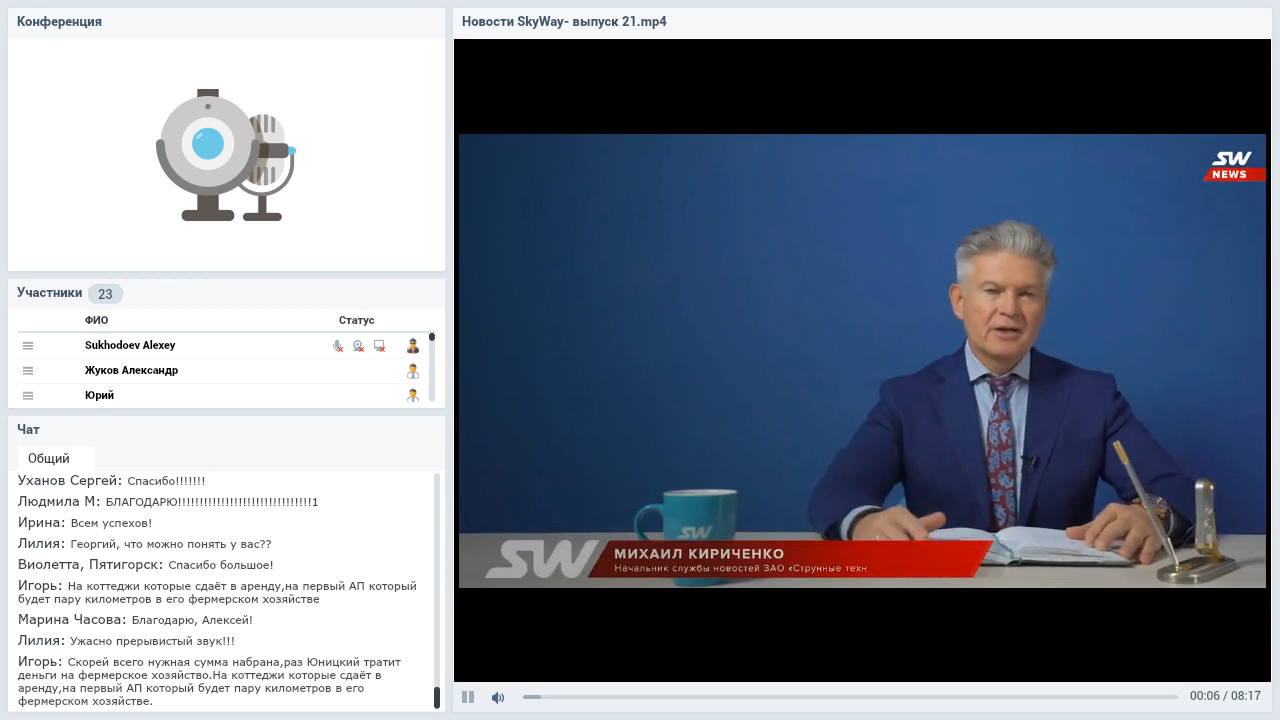 Конференция
Новости SkyWay- выпуск 21.mp4
SW
NEWS
Участники 23
ФИО Статус
Sukhodoev Alexey
Жуков Александр
Юрий
Чат
Общий
Уханов Сергей: Спасибо!!!!!!!
Людмила М: БЛАГОДАРЮ!!!!!!!!!!!!!!!!!!!!!!!!!!!!!!!1
Ирина: Всем успехов!
Лилия: Георгий, что можно понять у вас??
Виолетта, Пятигорск: Спасибо большое!
Игорь: На коттеджи которые сдаёт в аренду,на первый АП который
будет пару километров в его фермерском хозяйстве
Марина Часова: Благодарю, Алексей!
Лилия: Ужасно прерывистый звук!!!
Игорь: Скорей всего нужная сумма набрана,раз Юницкий тратит
деньги на фермерское хозяйство.На коттеджи которые сдаёт в
аренду,на первый АП который будет пару километров в его
фермерском хозяйстве.
SW
SW
МИХАИЛ КИРИЧЕНКО
Начальник службы новостей ЗАО «Струнные техн
00:06 / 08:17